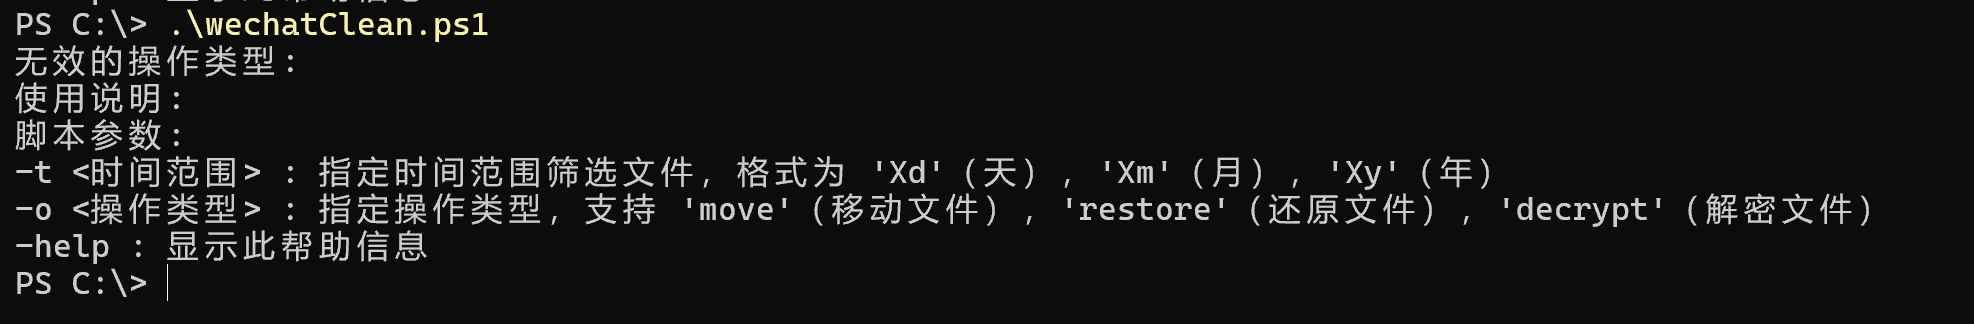 PS C:\> .\wechatClean.ps1
无效的操作类型：
使用说明：
脚本参数：
-t <时间范围> : 指定时间范围筛选文件，格式为 'Xd'（天），'Xm'（月），'Xy'（年）
-o <操作类型> : 指定操作类型，支持 'move'（移动文件），'restore'（还原文件），'decrypt'（解密文件）
-help : 显示此帮助信息
PS C:\>